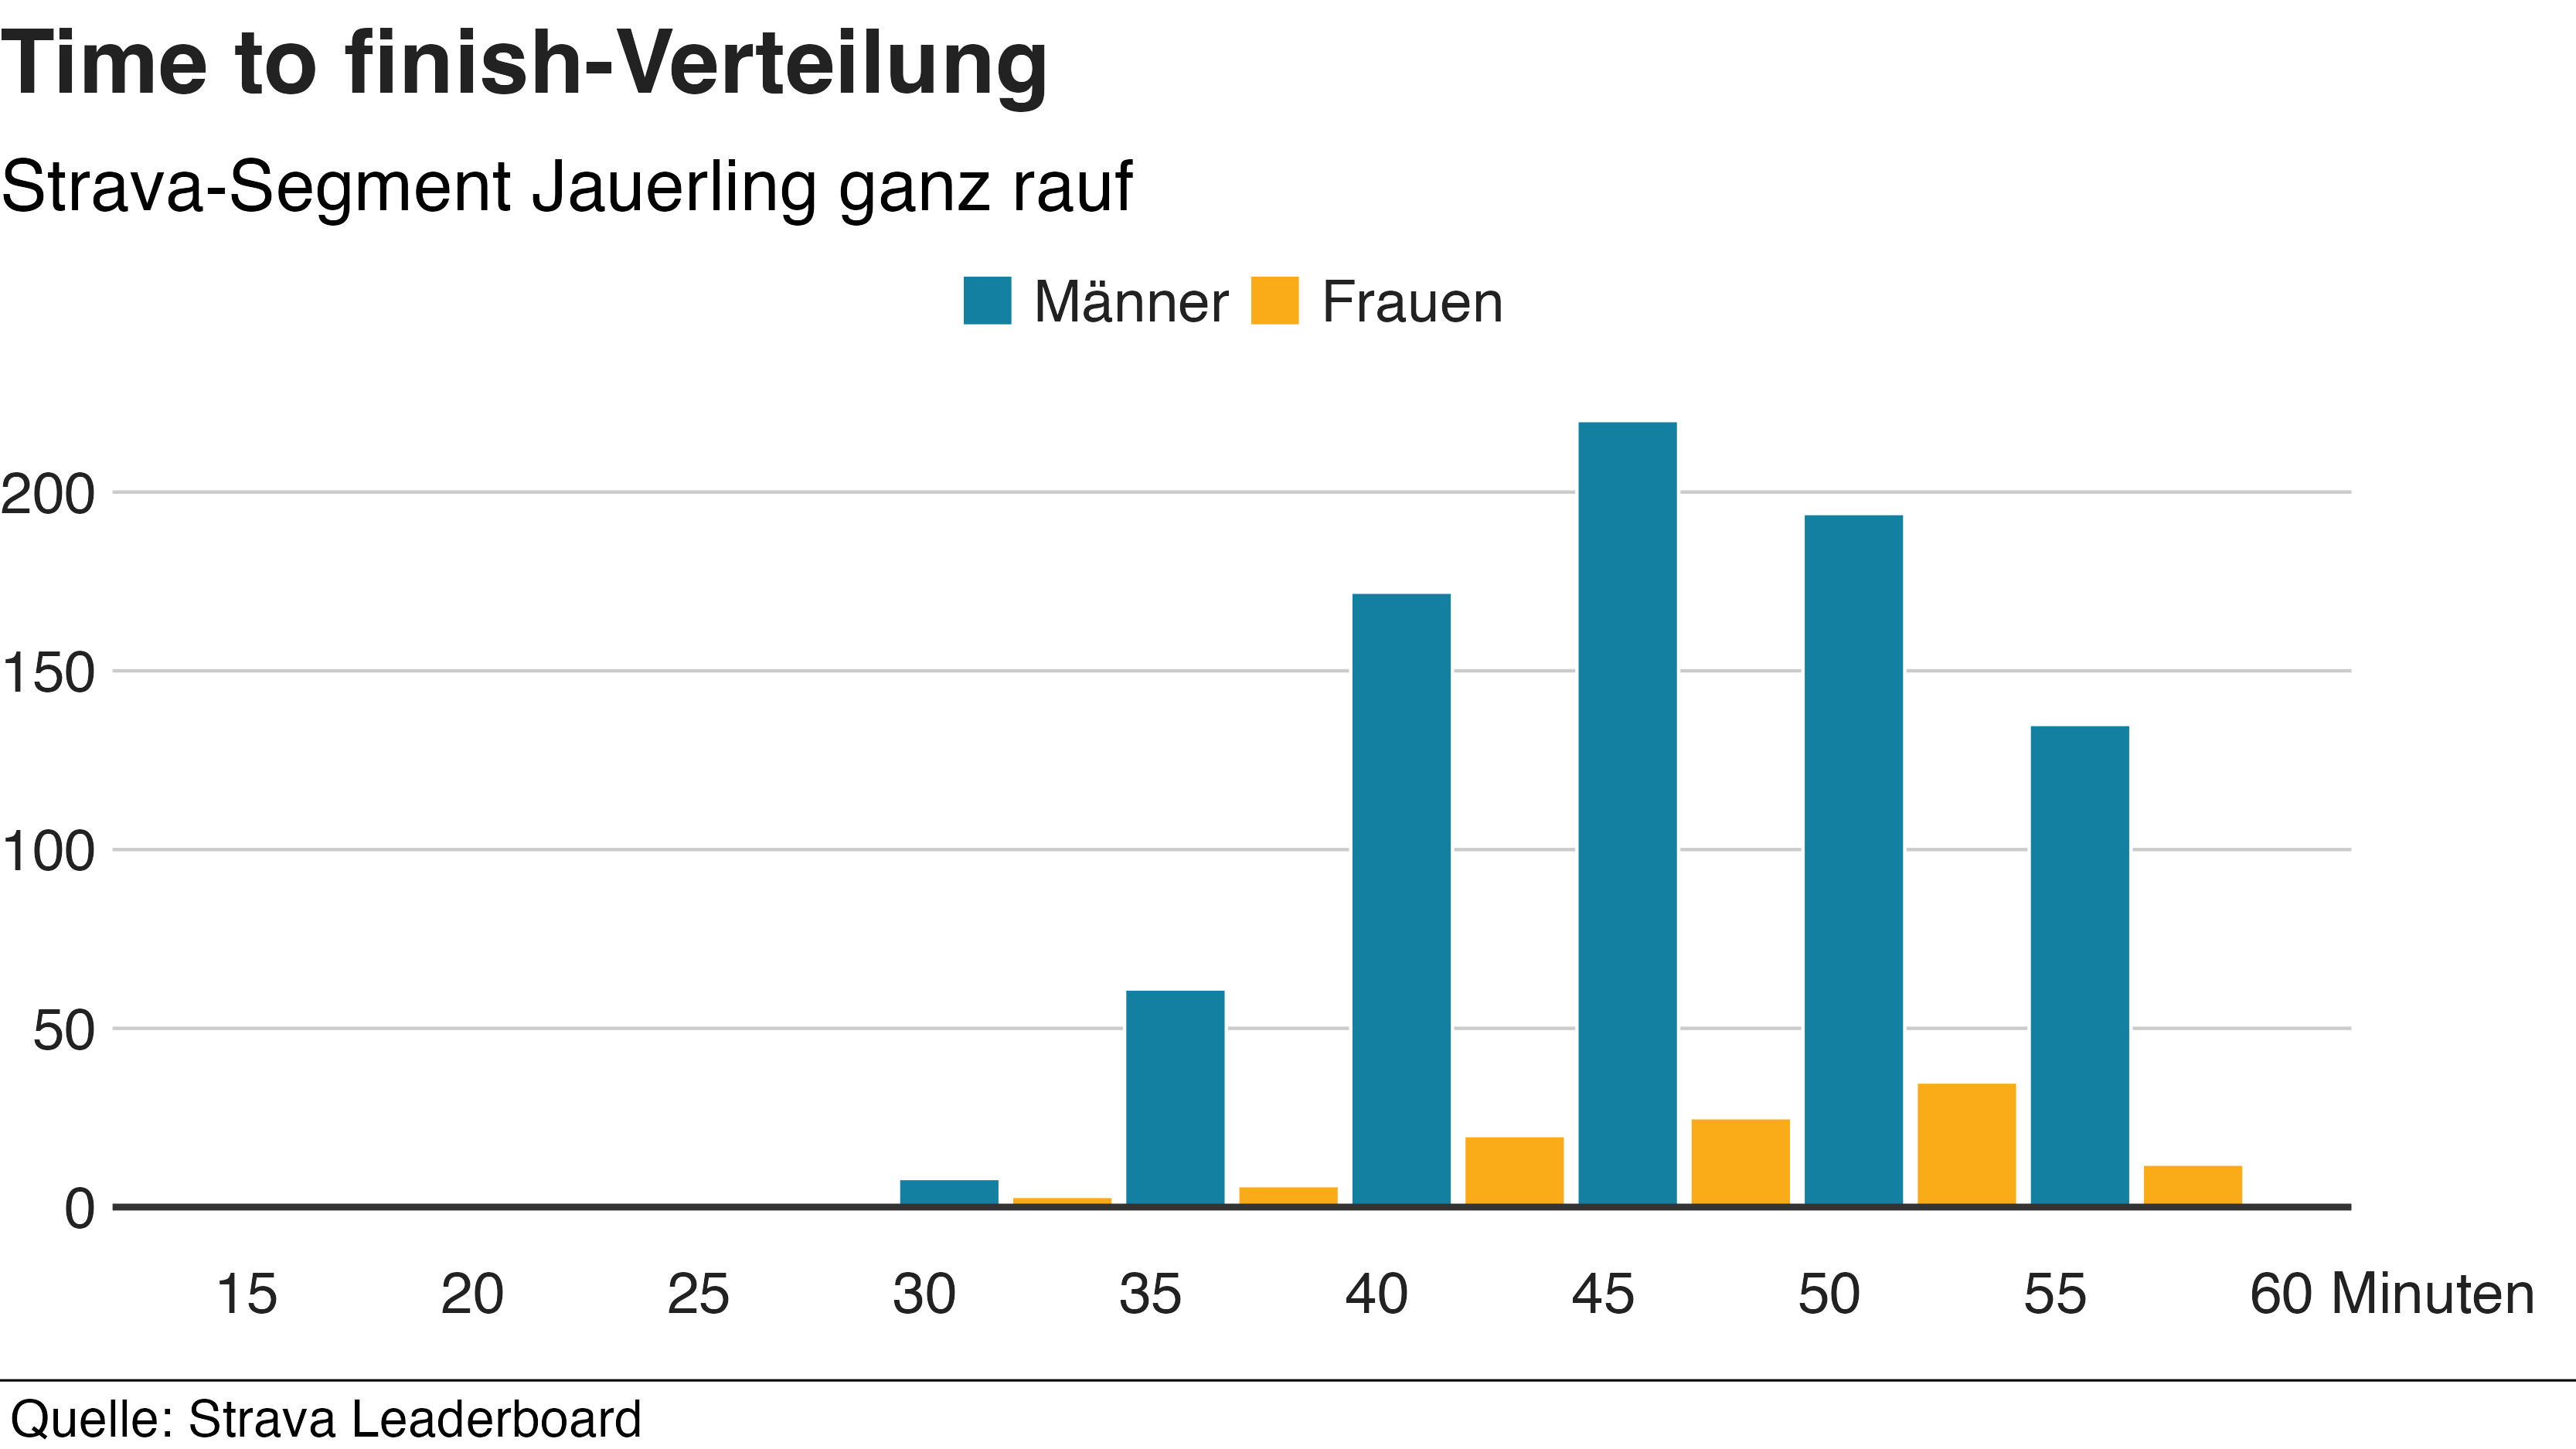 Time to finish-Verteilung
Strava-Segment Jauerling ganz rauf
Männer Frauen
200
150
100
50
0
15 20 25 30 35 40 45 50 55 60 Minuten
Quelle: Strava Leaderboard